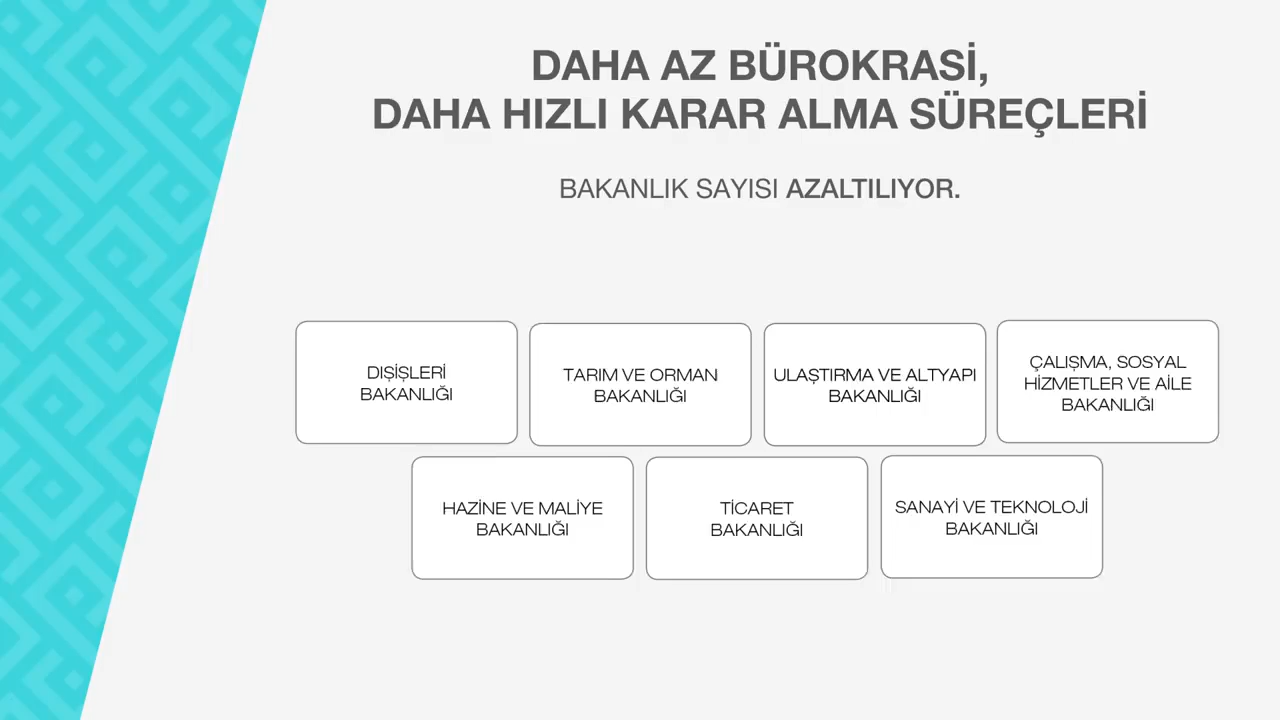 DAHA AZ BÜROKRASİ,
DAHA HIZLI KARAR ALMA SÜREÇLERİ
BAKANLIK SAYISI AZALTILIYOR.
DIŞİŞLERİ
BAKANLIĞI
TARIM VE ORMAN
BAKANLIĞI
ULAŞTIRMA VE ALTYAPI
BAKANLIĞI
ÇALIŞMA, SOSYAL
HİZMETLER VE AİLE
BAKANLIĞI
HAZİNE VE MALİYE
BAKANLIĞI
TİCARET
BAKANLIĞI
SANAYİ VE TEKNOLOJİ
BAKANLIĞI